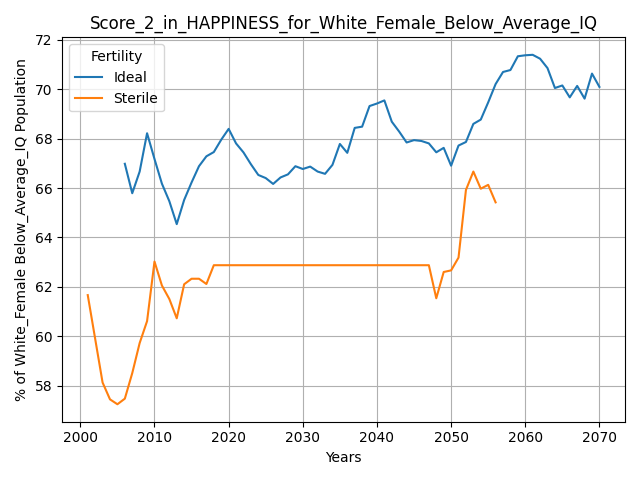 Score_2_in_HAPPINESS_for_White_Female_Below_Average_IQ
% of White_Female Below_Average_IQ Population
72
70
68
66
64
62
60
58
Fertility
Ideal
Sterile
2000 2010 2020 2030 2040 2050 2060 2070
Years